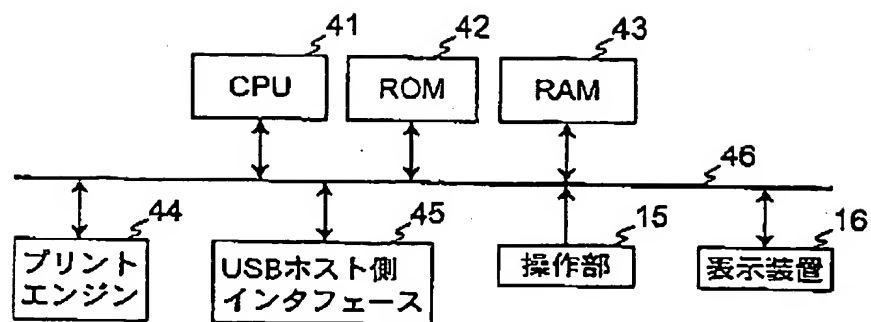 41
42
43
CPU
ROM
RAM
46
44
45
15
16
プリント
エンジン
USBホスト側
インタフェース
操作部
表示装置